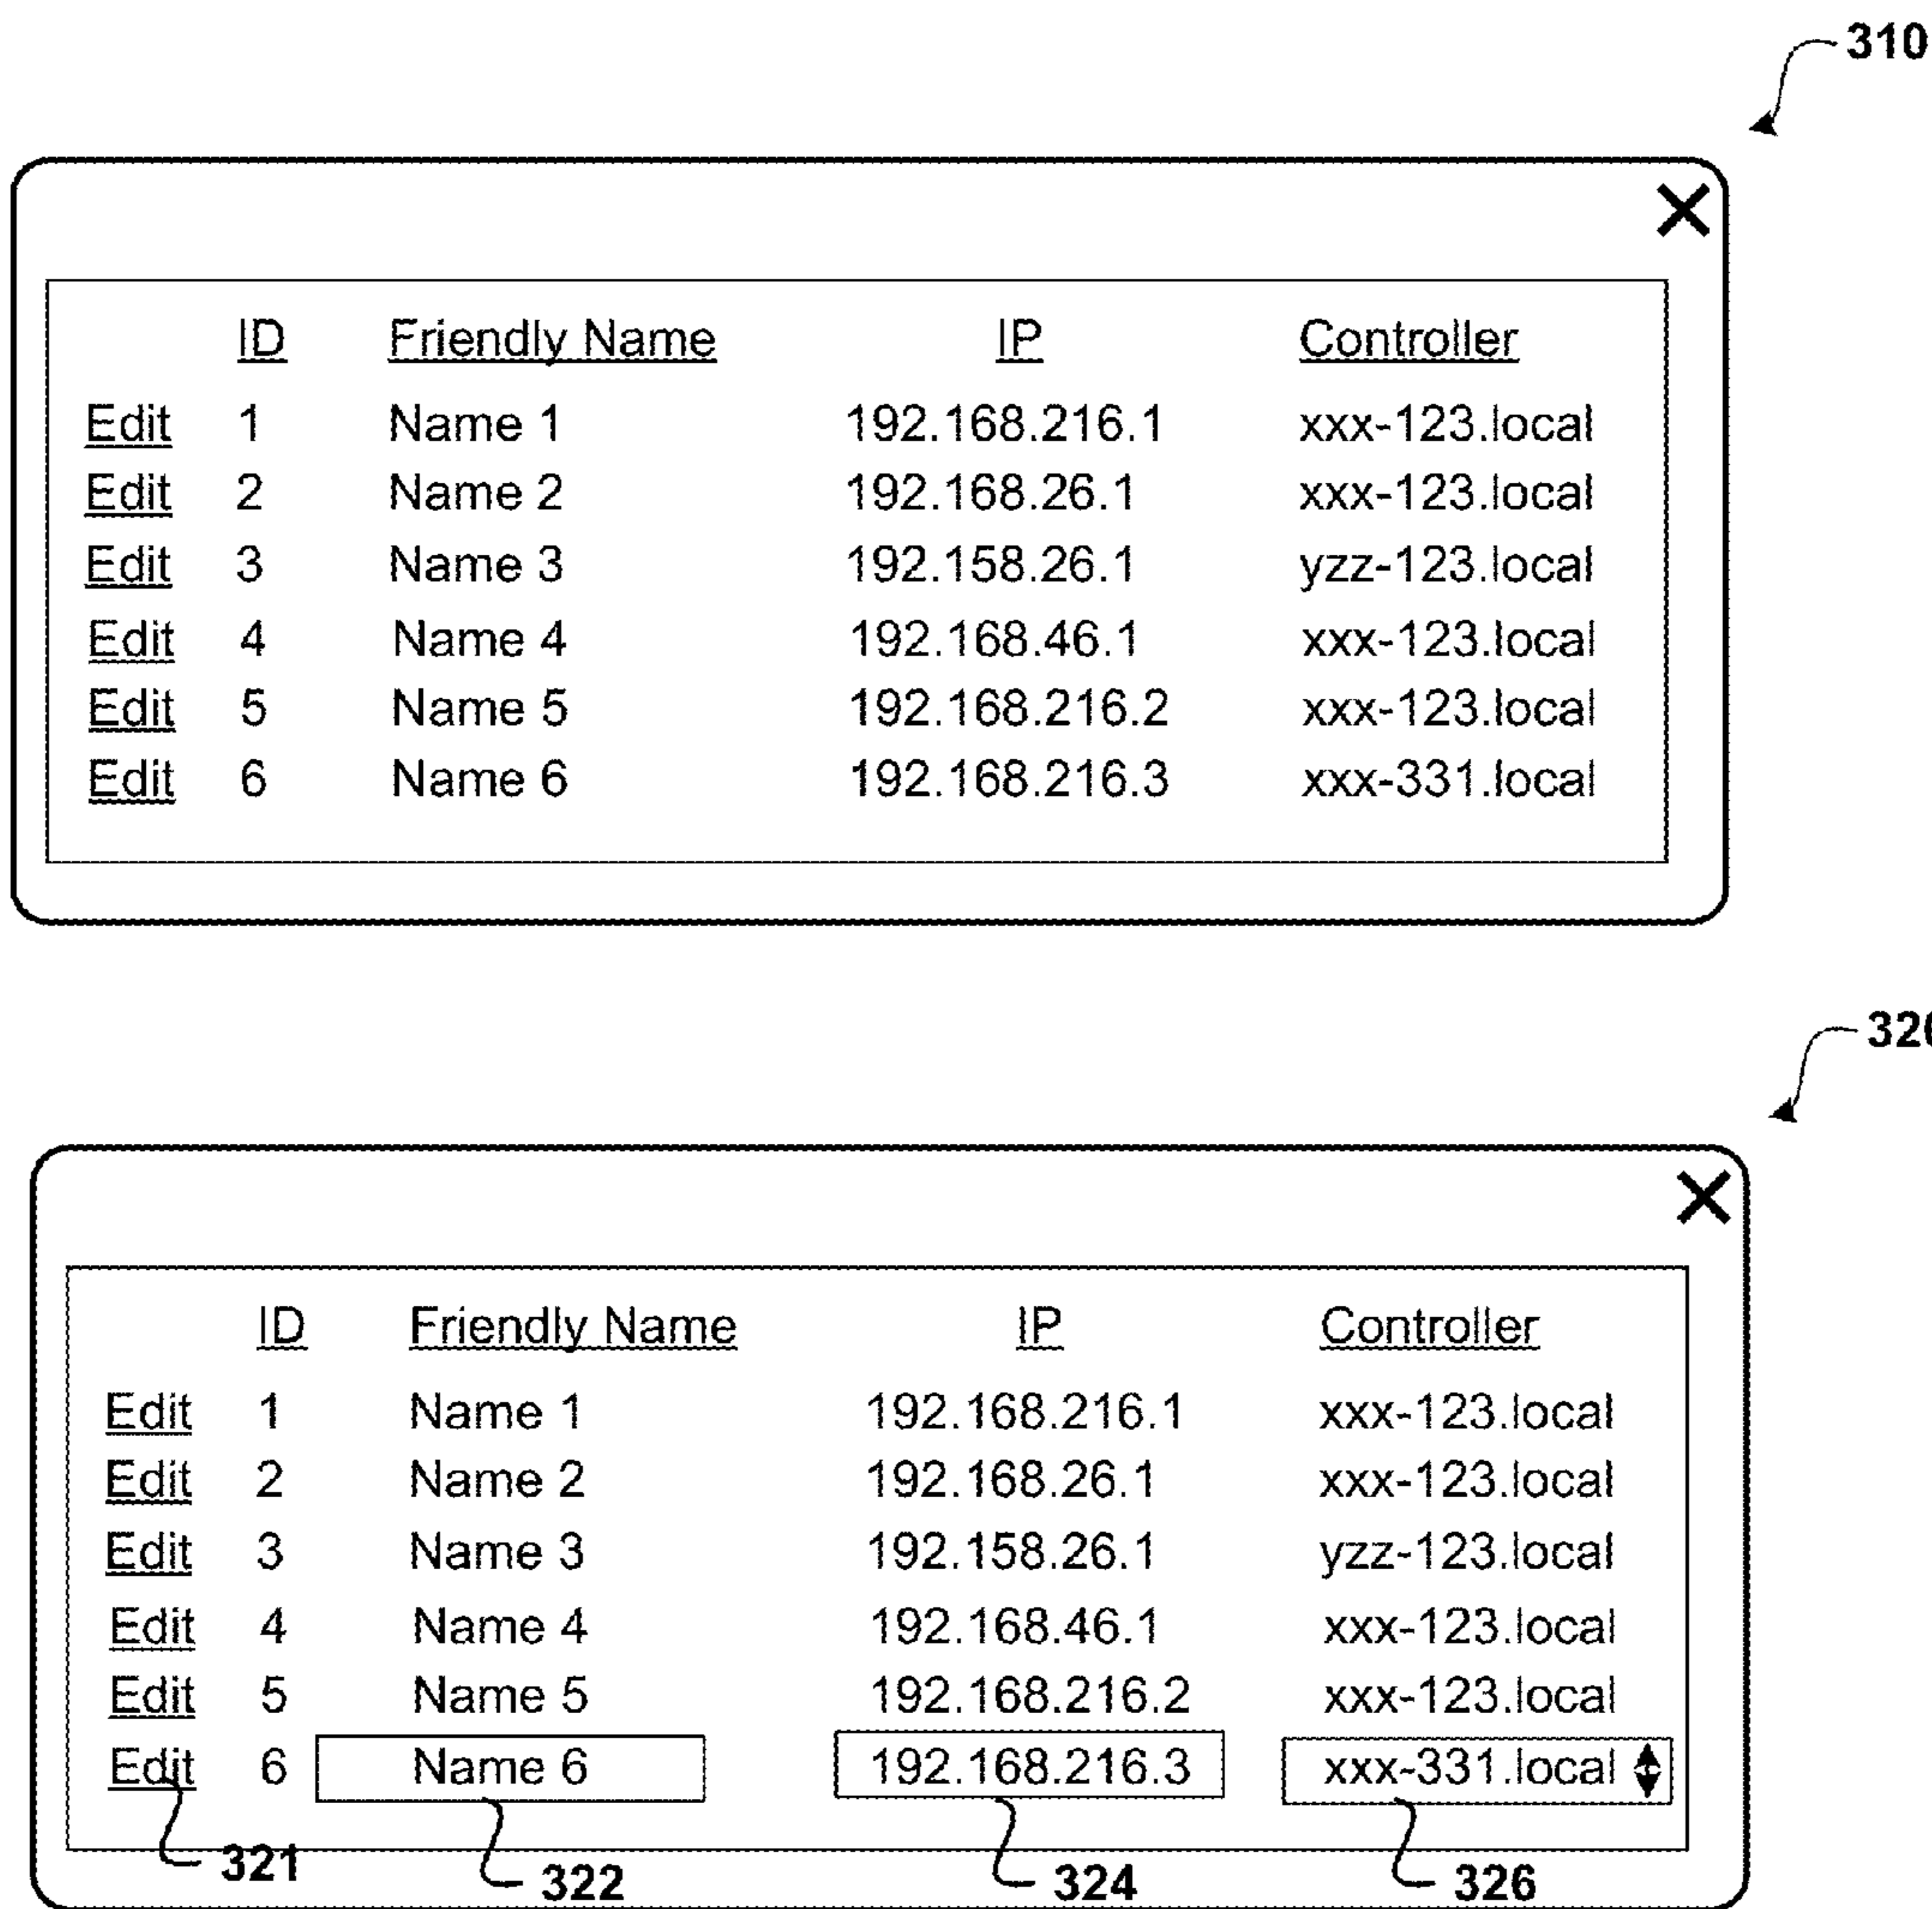 310
X
ID Friendly Name IP Controller
Edit 1 Name 1 192.168.216.1 xxx-123.local
Edit 2 Name 2 192.168.26.1 xxx-123.local
Edit 3 Name 3 192.158.26.1 yzz-123.local
Edit 4 Name 4 192.168.46.1 xxx-123.local
Edit 5 Name 5 192.168.216.2 xxx-123.local
Edit 6 Name 6 192.168.216.3 xxx-331.local
320
X
ID Friendly Name IP Controller
Edit 1 Name 1 192.168.216.1 xxx-123.local
Edit 2 Name 2 192.168.26.1 xxx-123.local
Edit 3 Name 3 192.158.26.1 yzz-123.local
Edit 4 Name 4 192.168.46.1 xxx-123.local
Edit 5 Name 5 192.168.216.2 xxx-123.local
Edit 6 Name 6 192.168.216.3 xxx-331.local
321 322 324 326